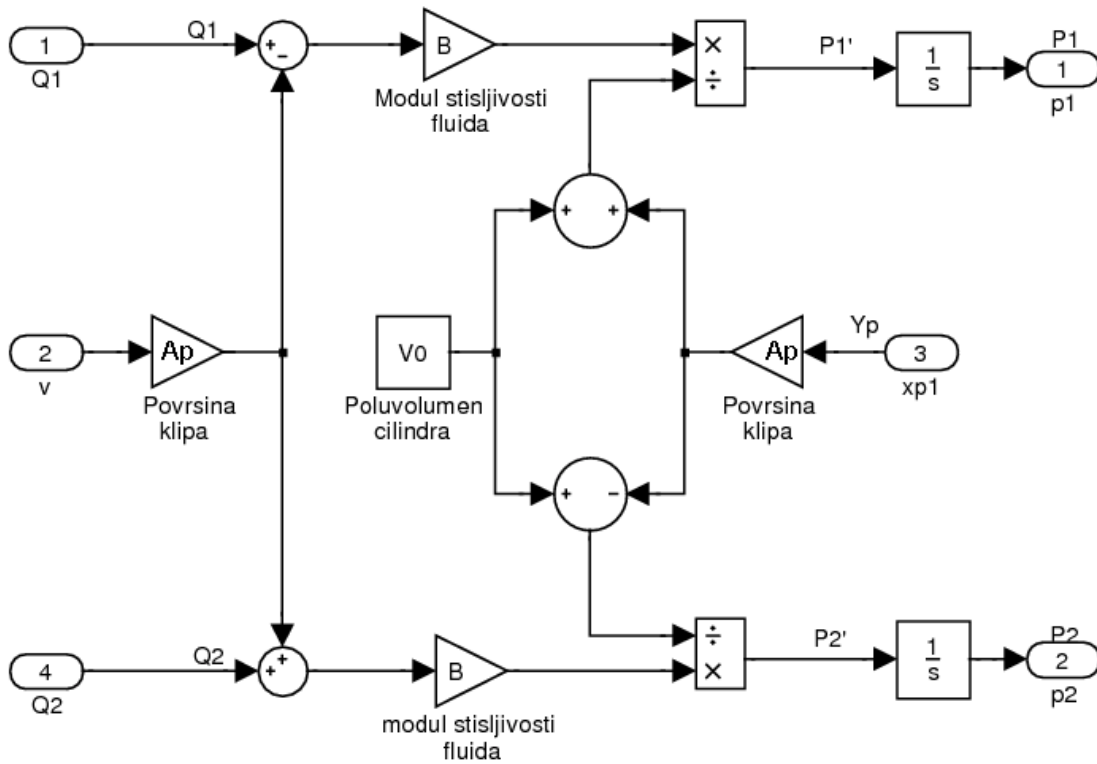 Q1
P1
1
+
−
B
×
÷
P1'
1
s
1
Q1
p1
Modul stisljivosti
fluida
+
+
2
Ap
Vo
Ap
Yp
3
v
xp1
Povrsina
klipa
Poluvolumen
cilindra
Povrsina
klipa
+
−
÷
×
P2'
1
s
P2
2
p2
4
Q2
+
+
B
Q2
modul stisljivosti
fluida